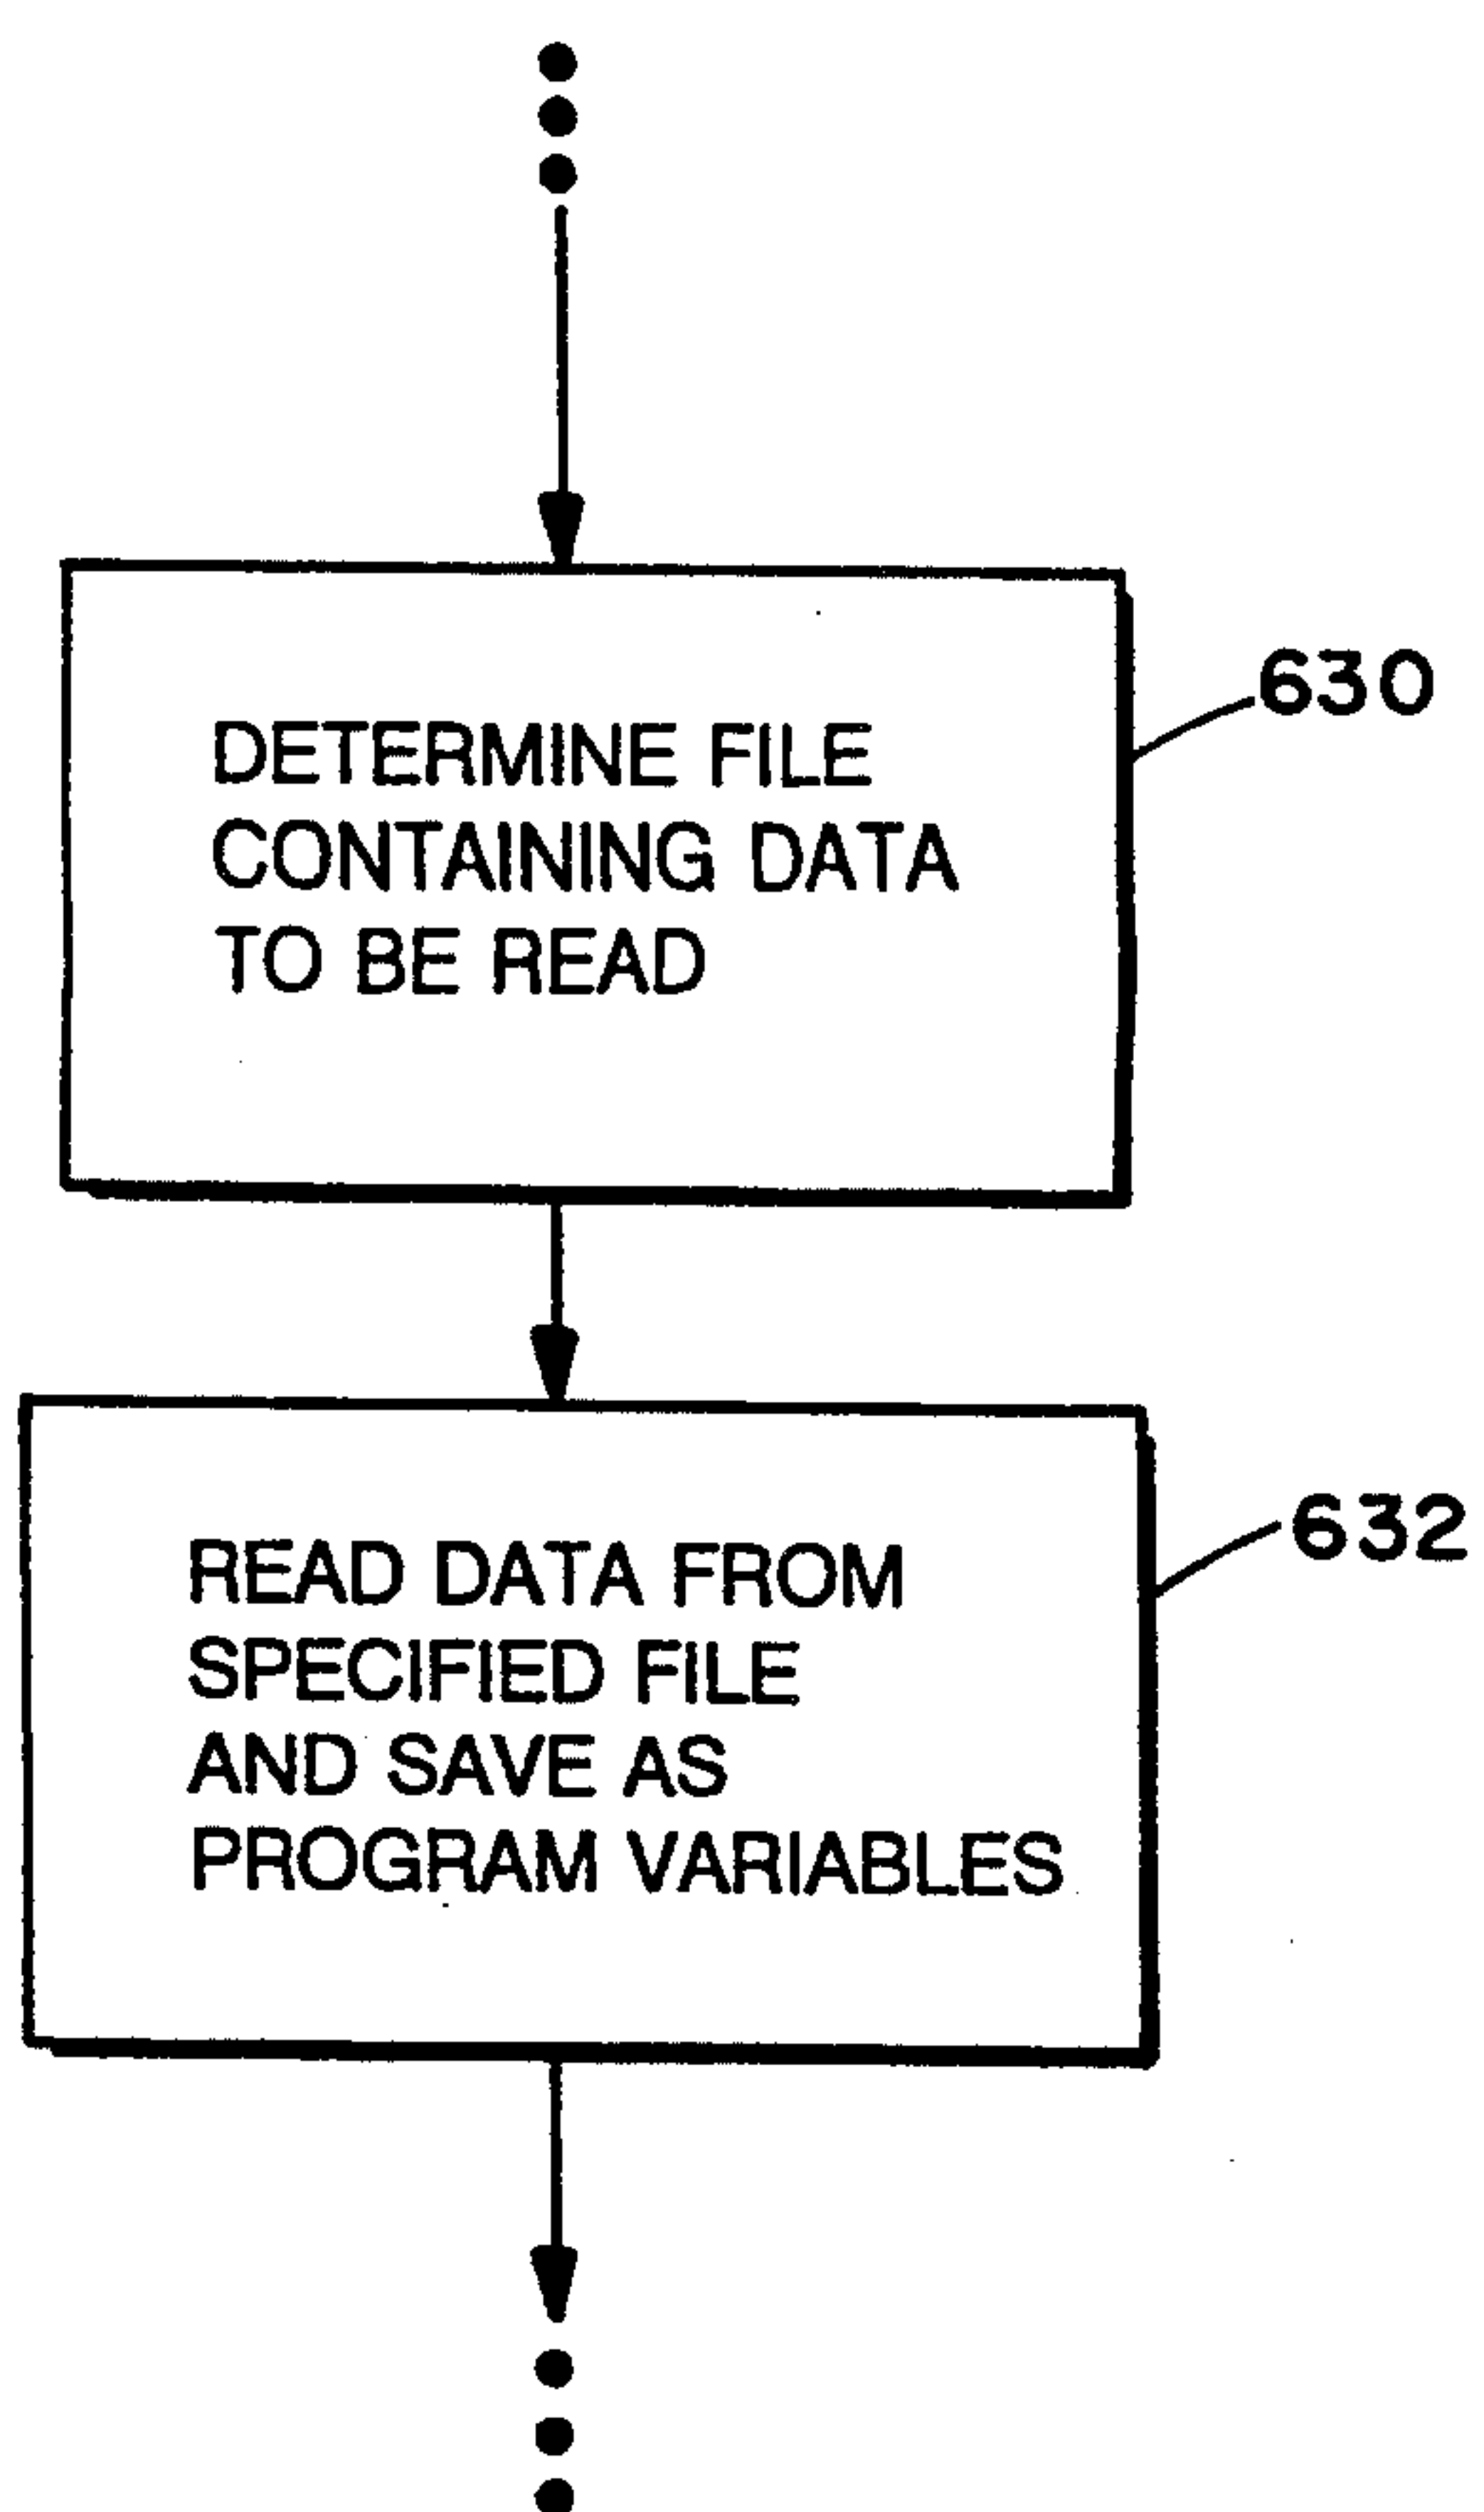 630
DETERMINE FILE
CONTAINING DATA
TO BE READ
632
READ DATA FROM
SPECIFIED FILE
AND SAVE AS
PROGRAM VARIABLES